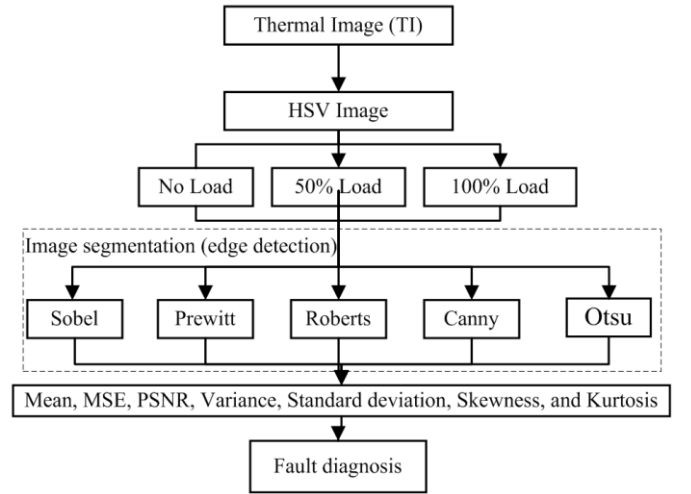 Thermal Image (TI)
HSV Image
No Load
50% Load
100% Load
Image segmentation (edge detection)
Sobel
Prewitt
Roberts
Canny
Otsu
Mean, MSE, PSNR, Variance, Standard deviation, Skewness, and Kurtosis
Fault diagnosis